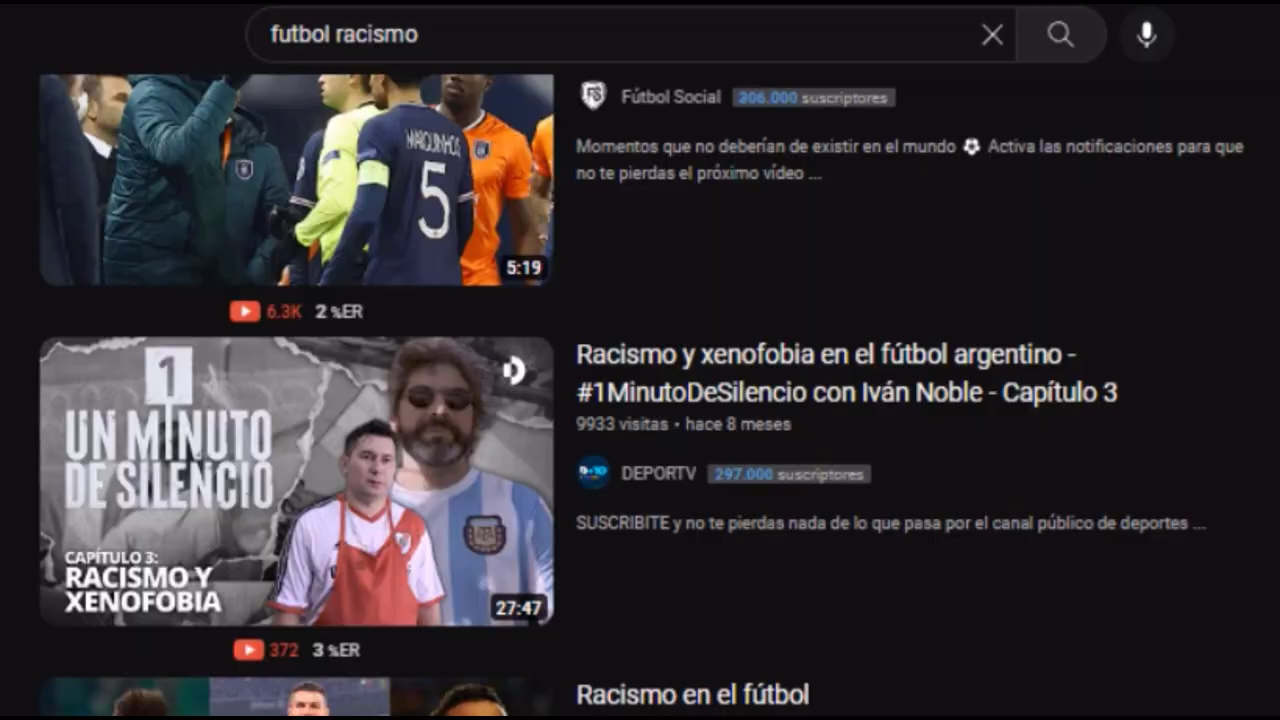 futbol racismo
FS
Fútbol Social 306.000 suscriptores
Momentos que no deberían de existir en el mundo ⚽ Activa las notificaciones para que
no te pierdas el próximo vídeo ...
MARQUINHOS
5
5:19
6.3K 2 %ER
1
UN MINUTO
DE SILENCIO
CAPÍTULO 3:
RACISMO Y
XENOFOBIA
27:47
Racismo y xenofobia en el fútbol argentino -
#1MinutoDeSilencio con Iván Noble - Capítulo 3
9933 visitas • hace 8 meses
DEPORTV 297.000 suscriptores
SUSCRIBITE y no te pierdas nada de lo que pasa por el canal público de deportes ...
372 3 %ER
Racismo en el fútbol